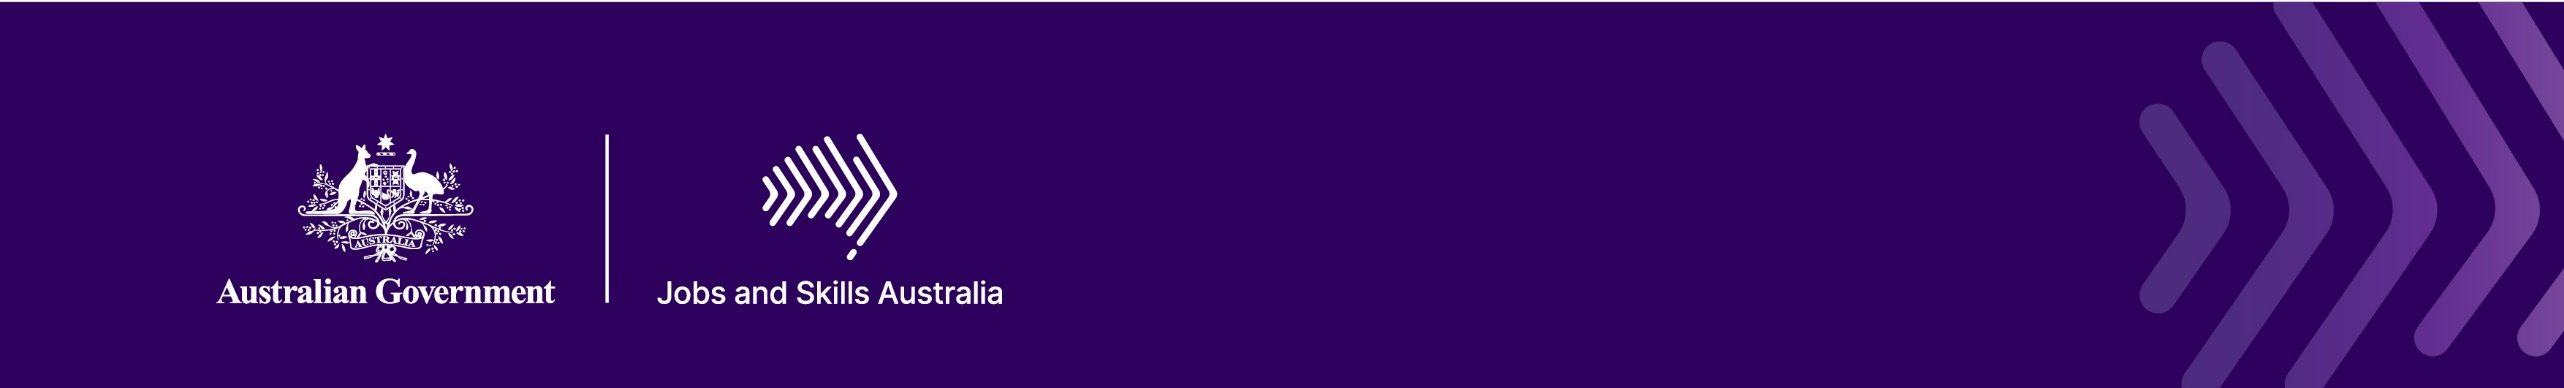 AUSTRALIA
Australian Government
Jobs and Skills Australia